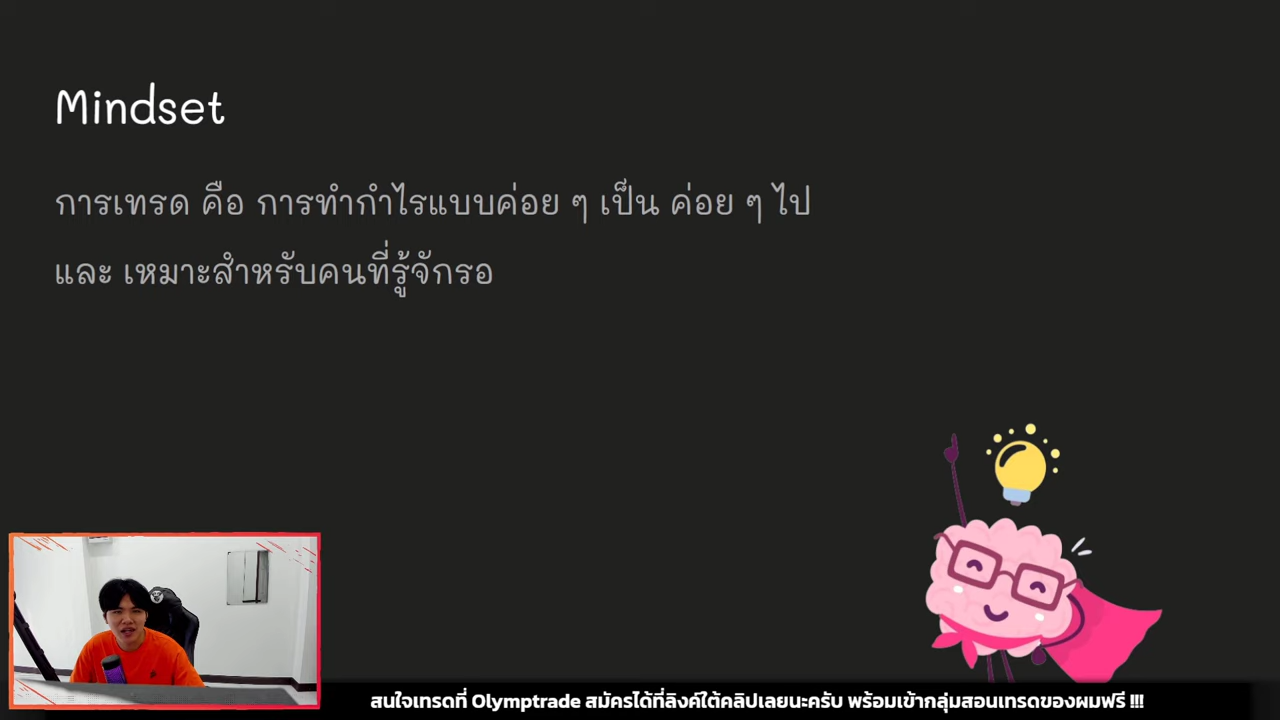 Mindset
การเทรด คือ การทำกำไรแบบค่อย ๆ เป็น ค่อย ๆ ไป
และ เหมาะสำหรับคนที่รู้จักรอ
สนใจเทรดที่ Olymptrade สมัครได้ที่ลิงค์ใต้คลิปเลยนะครับ พร้อมเข้ากลุ่มสอนเทรดของผมฟรี !!!